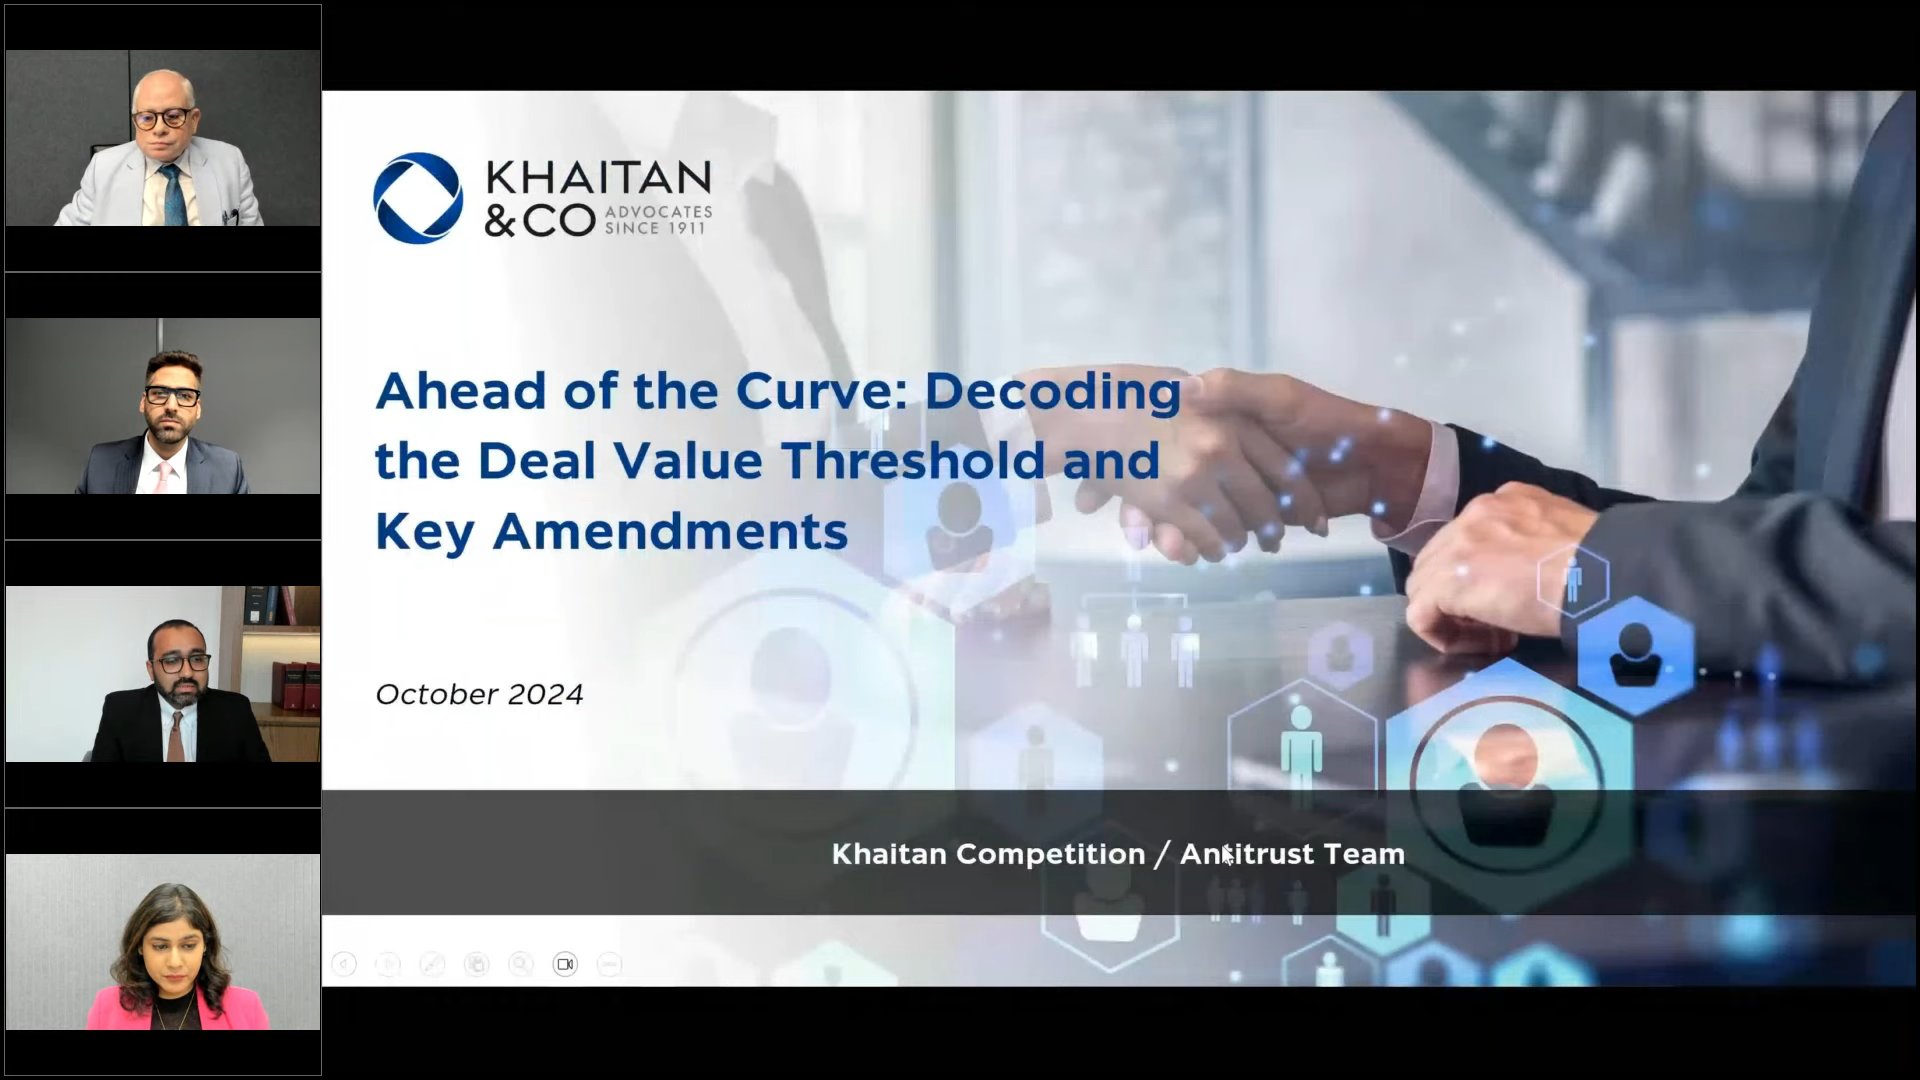 KHAITAN
&CO ADVOCATES
SINCE 1911
Ahead of the Curve: Decoding
the Deal Value Threshold and
Key Amendments
October 2024
Khaitan Competition / Antitrust Team